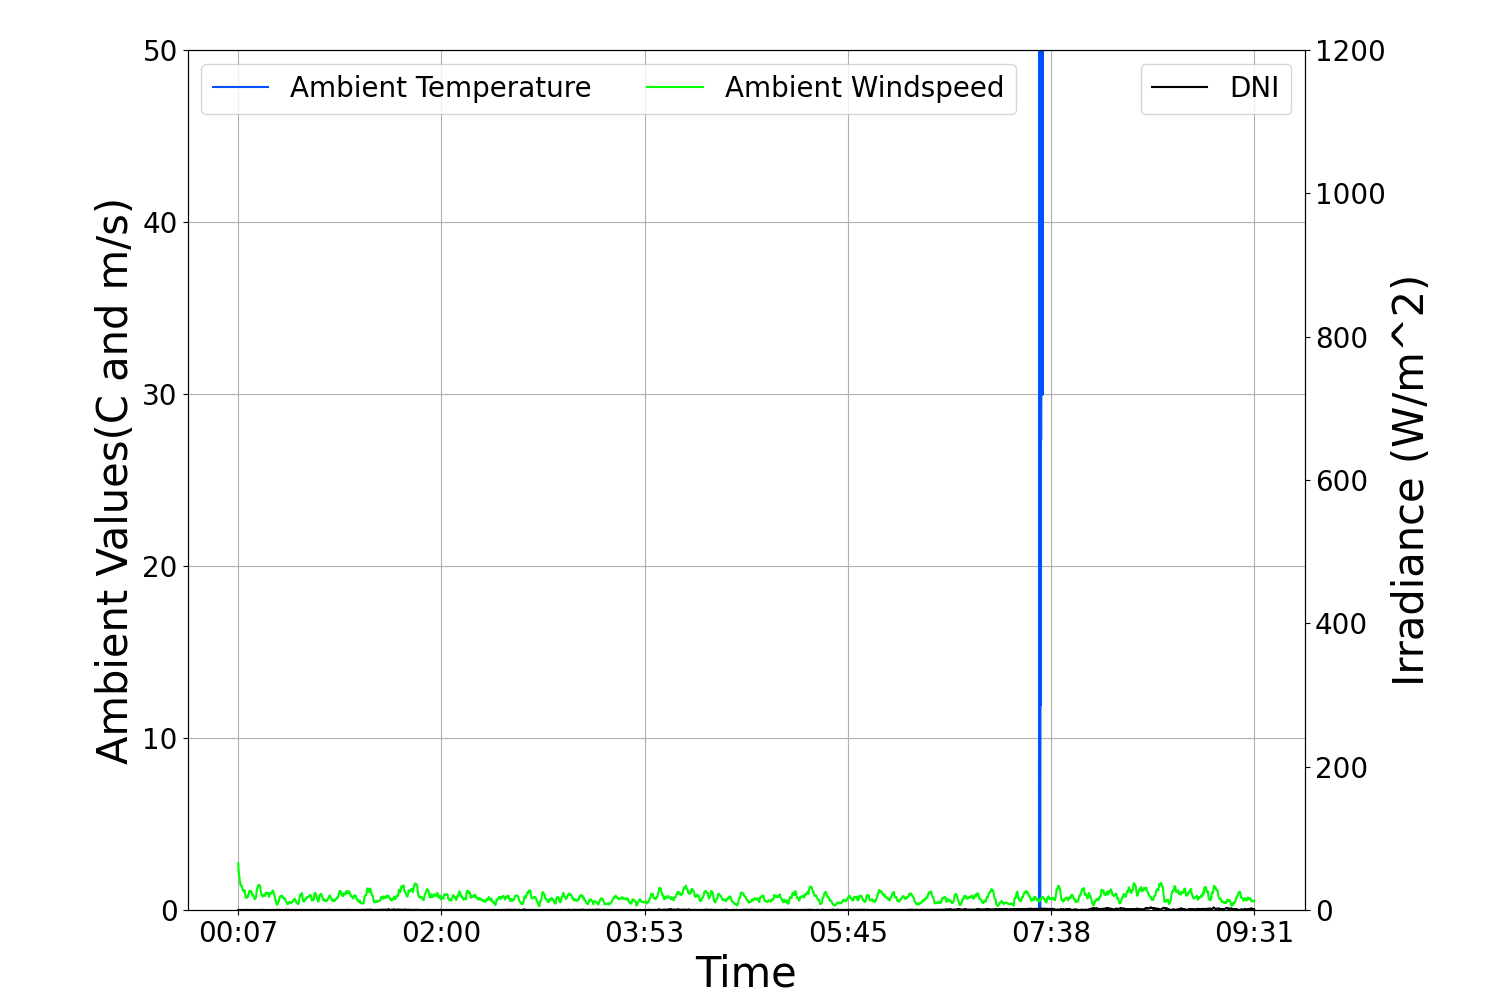 Ambient Temperature Ambient Windspeed DNI
Ambient Values(C and m/s)
50
40
30
20
10
0
1200
1000
800
600
400
200
0
Irradiance (W/m^2)
00:07 02:00 03:53 05:45 07:38 09:31
Time